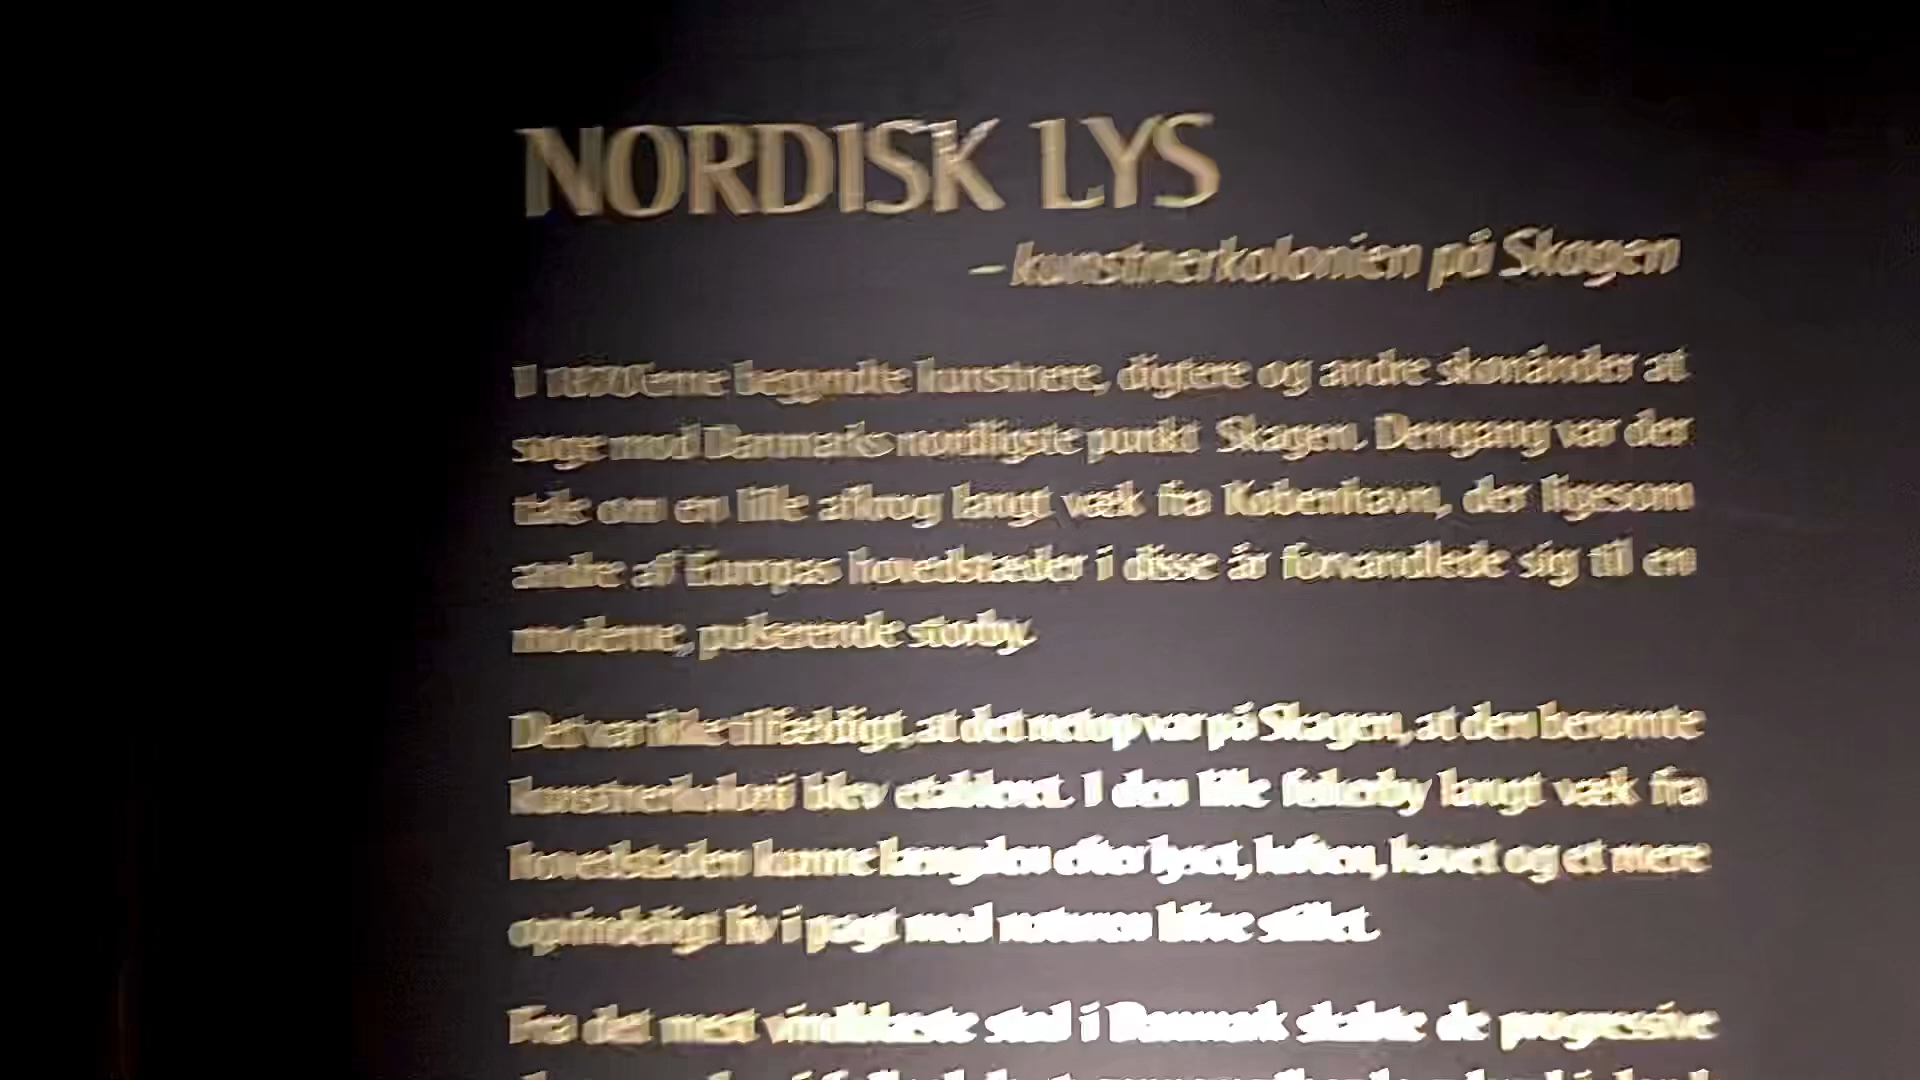 NORDISK LYS
– kunstnerkolonien på Skagen
I 1870'erne begyndte kunstnere, digtere og andre skønånder at
søge mod Danmarks nordligste punkt Skagen. Dengang var der
tale om en lille afkrog langt væk fra København, der ligesom
andre af Europas hovedstæder i disse år forvandlede sig til en
moderne, pulserende storby.
Det var ikke tilfældigt, at det netop var på Skagen, at den berømte
kunstnerkoloni blev etableret. I den lille fiskerby langt væk fra
hovedstaden kunne længslen efter lyset, luften, havet og et mere
oprindeligt liv i pagt med naturen blive stillet.
Fra det mest vindblæste sted i Danmark skabte de progressive